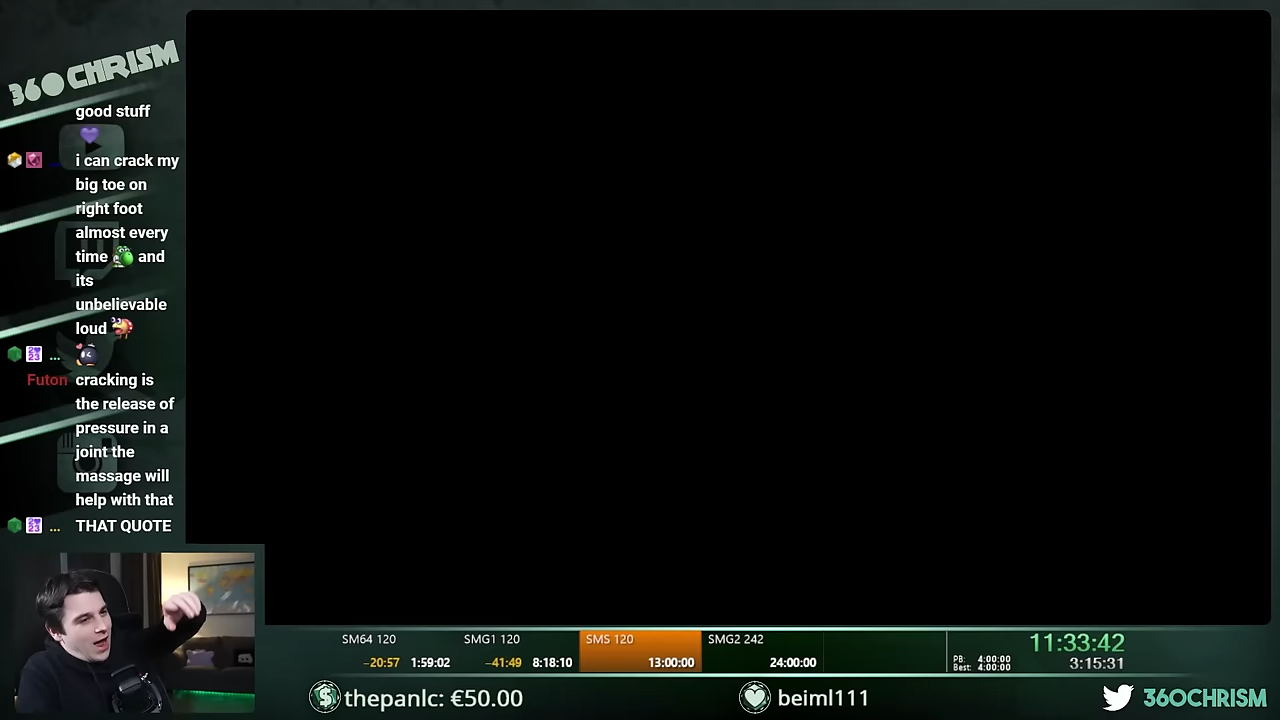 360 CHRISM
good stuff
i can crack my
big toe on
right foot
almost every
time and
its
unbelievable
loud
...
Futon cracking is
the release of
pressure in a
joint the
massage will
help with that
... THAT QUOTE
SM64 120
-20:57 1:59:02
SMG1 120
-41:49 8:18:10
SMS 120
13:00:00
SMG2 242
24:00:00
PB: 4:00:00
Best: 4:00:00
11:33:42
3:15:31
thepanlc: €50.00
beiml111
360CHRISM